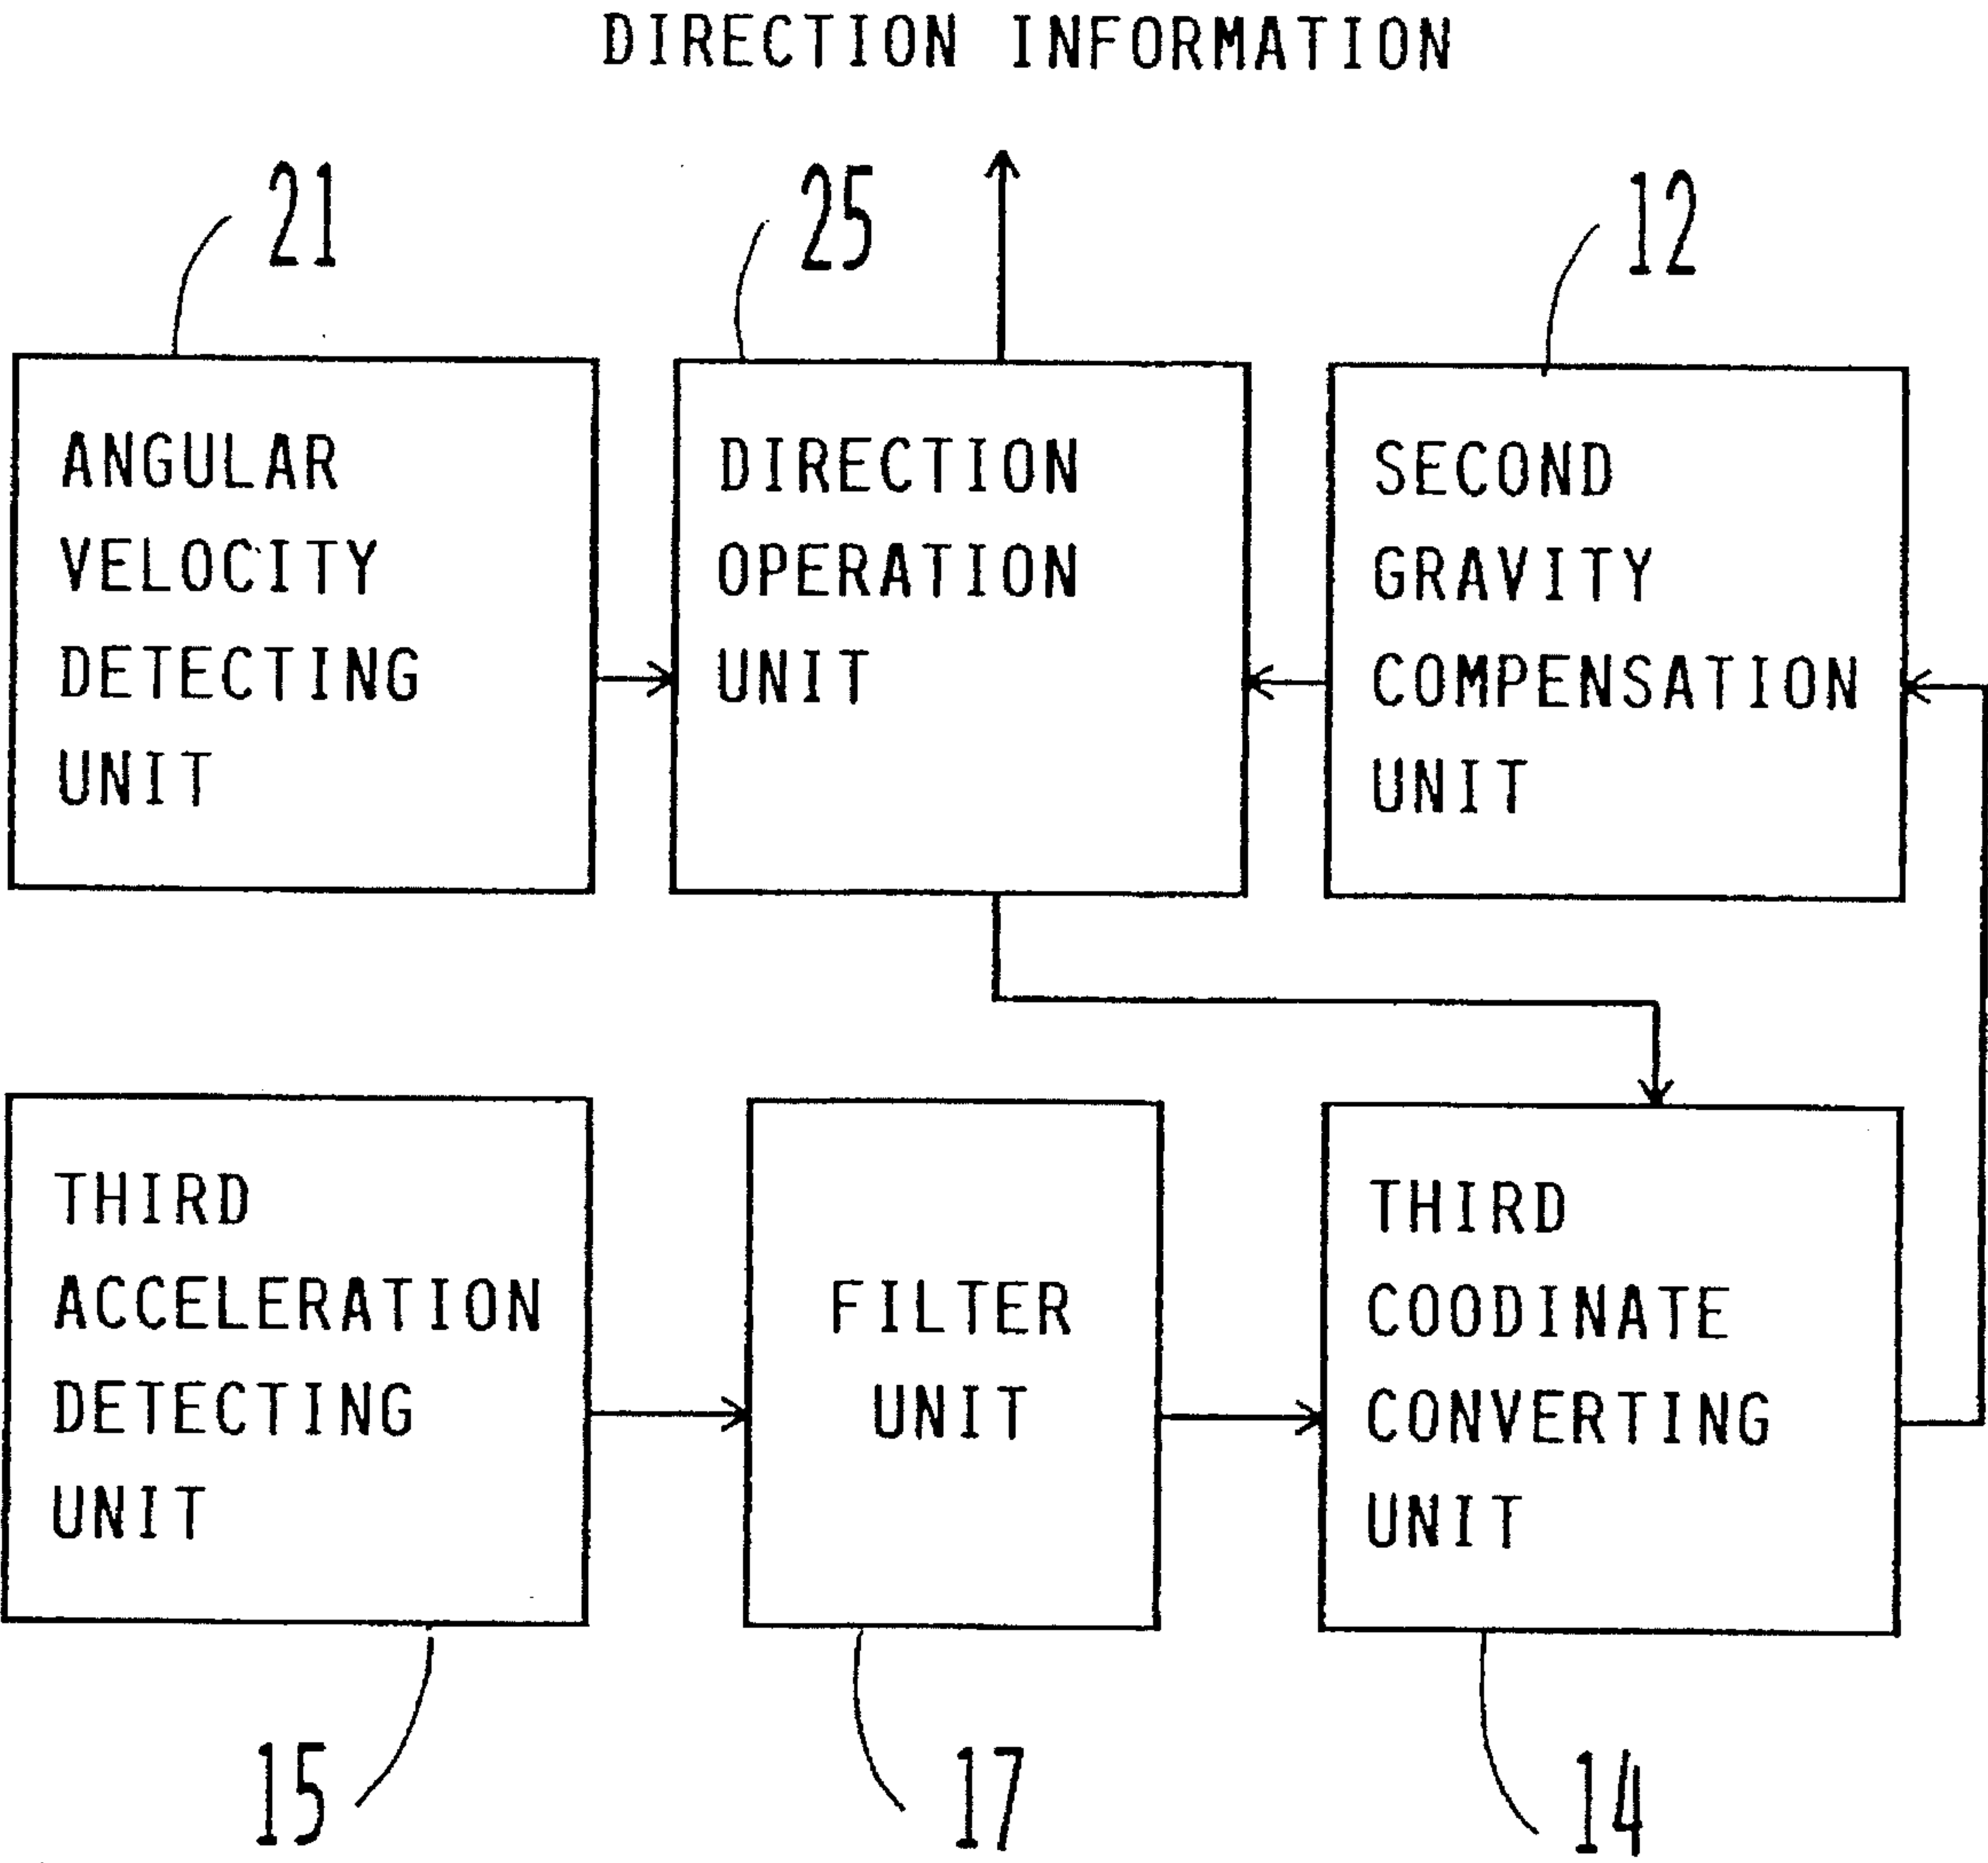 DIRECTION INFORMATION
21
25
12
ANGULAR
VELOCITY
DETECTING
UNIT
DIRECTION
OPERATION
UNIT
SECOND
GRAVITY
COMPENSATION
UNIT
THIRD
ACCELERATION
DETECTING
UNIT
FILTER
UNIT
THIRD
COODINATE
CONVERTING
UNIT
15
17
14